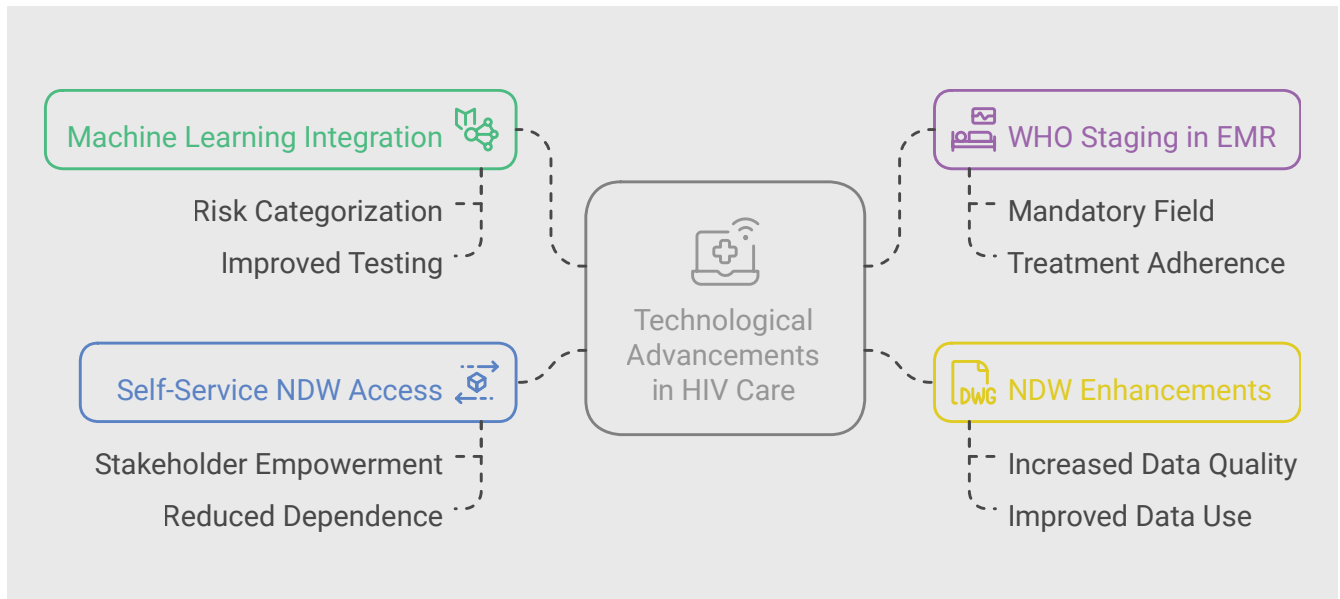 Machine Learning Integration
Risk Categorization
Improved Testing
Self-Service NDW Access
Stakeholder Empowerment
Reduced Dependence
Technological
Advancements
in HIV Care
WHO Staging in EMR
Mandatory Field
Treatment Adherence
DWG
NDW Enhancements
Increased Data Quality
Improved Data Use